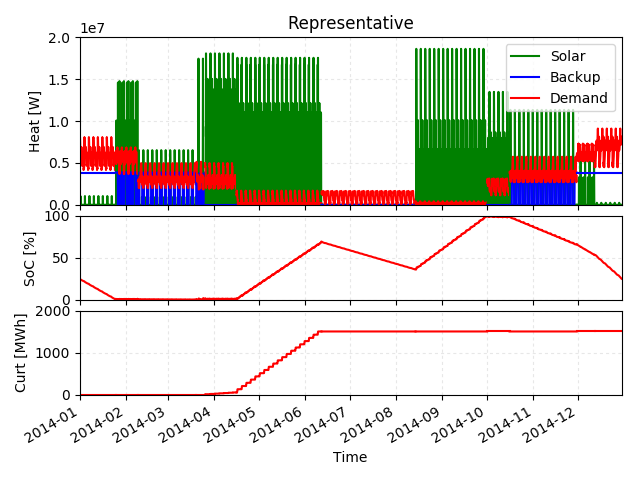 Representative
1e7
2.0
1.5
1.0
0.5
0.0
Heat [W]
Solar
Backup
Demand
100
50
0
SoC [%]
2000
1000
0
Curt [MWh]
2014-01
2014-02
2014-03
2014-04
2014-05
2014-06
2014-07
2014-08
2014-09
2014-10
2014-11
2014-12
Time